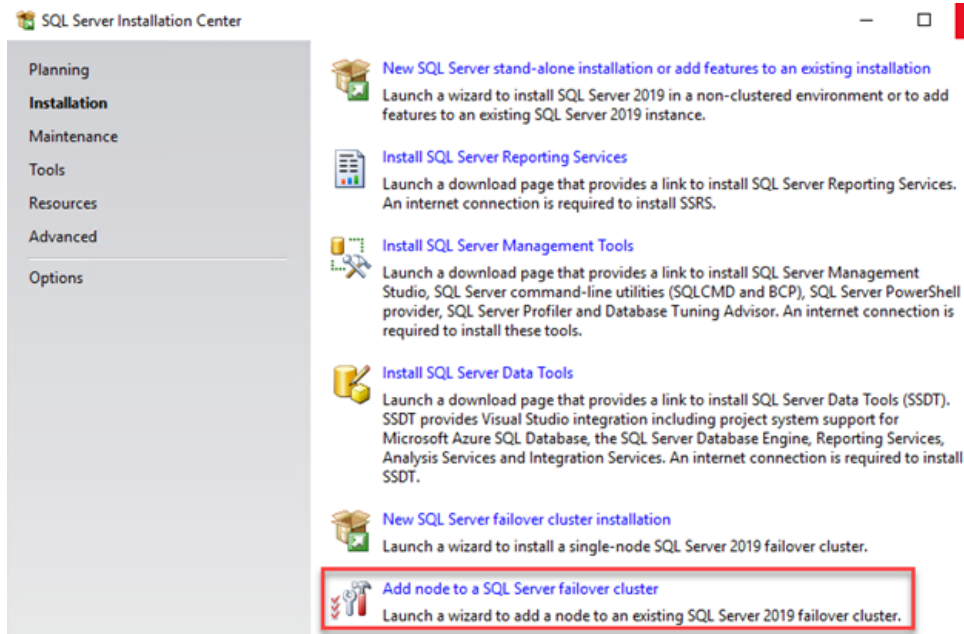 SQL Server Installation Center
Planning
Installation
Maintenance
Tools
Resources
Advanced
Options
New SQL Server stand-alone installation or add features to an existing installation
Launch a wizard to install SQL Server 2019 in a non-clustered environment or to add
features to an existing SQL Server 2019 instance.
Install SQL Server Reporting Services
Launch a download page that provides a link to install SQL Server Reporting Services.
An internet connection is required to install SSRS.
Install SQL Server Management Tools
Launch a download page that provides a link to install SQL Server Management
Studio, SQL Server command-line utilities (SQLCMD and BCP), SQL Server PowerShell
provider, SQL Server Profiler and Database Tuning Advisor. An internet connection is
required to install these tools.
Install SQL Server Data Tools
Launch a download page that provides a link to install SQL Server Data Tools (SSDT).
SSDT provides Visual Studio integration including project system support for
Microsoft Azure SQL Database, the SQL Server Database Engine, Reporting Services,
Analysis Services and Integration Services. An internet connection is required to install
SSDT.
New SQL Server failover cluster installation
Launch a wizard to install a single-node SQL Server 2019 failover cluster.
Add node to a SQL Server failover cluster
Launch a wizard to add a node to an existing SQL Server 2019 failover cluster.